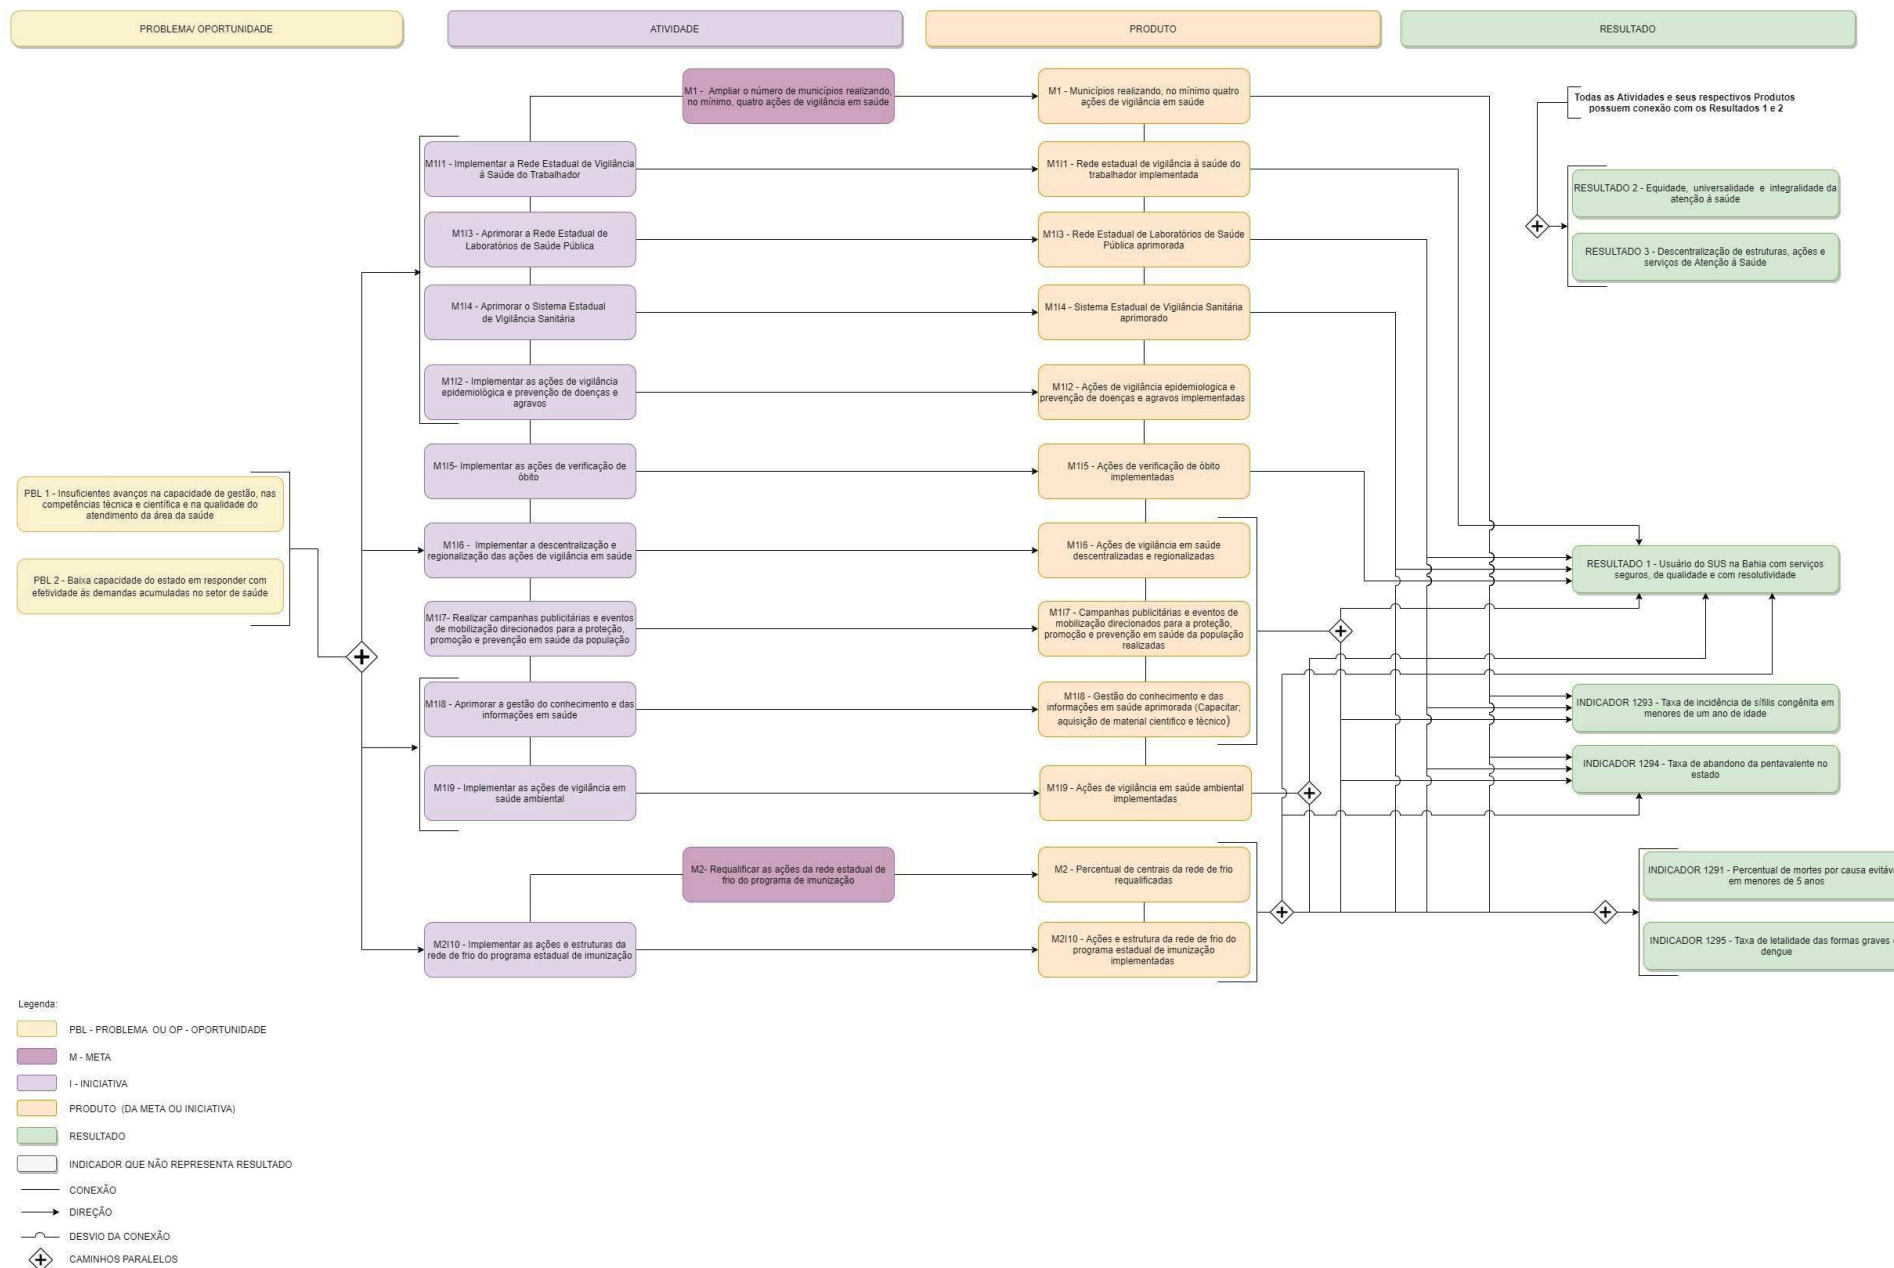 PROBLEMA/ OPORTUNIDADE
ATIVIDADE
PRODUTO
RESULTADO
M1 - Ampliar o número de municípios realizando,
no mínimo, quatro ações de vigilância em saúde
M1 - Municípios realizando, no mínimo quatro
ações de vigilância em saúde
Todas as Atividades e seus respectivos Produtos
possuem conexão com os Resultados 1 e 2
M1I1 - Implementar a Rede Estadual de Vigilância
à Saúde do Trabalhador
M1I1 - Rede estadual de vigilância à saúde do
trabalhador implementada
RESULTADO 2 - Equidade, universalidade e integralidade da
atenção à saúde
M1I3 - Aprimorar a Rede Estadual de
Laboratórios de Saúde Pública
M1I3 - Rede Estadual de Laboratórios de Saúde
Pública aprimorada
RESULTADO 3 - Descentralização de estruturas, ações e
serviços de Atenção à Saúde
M1I4 - Aprimorar o Sistema Estadual
de Vigilância Sanitária
M1I4 - Sistema Estadual de Vigilância Sanitária
aprimorado
M1I2 - Implementar as ações de vigilância
epidemiológica e prevenção de doenças e
agravos
M1I2 - Ações de vigilância epidemiologica e
prevenção de doenças e agravos implementadas
M1I5- Implementar as ações de verificação de
óbito
M1I5 - Ações de verificação de óbito
implementadas
PBL 1 - Insuficientes avanços na capacidade de gestão, nas
competências técnica e científica e na qualidade do
atendimento da área da saúde
PBL 2 - Baixa capacidade do estado em responder com
efetividade ás demandas acumuladas no setor de saúde
M1I6 - Implementar a descentralização e
regionalização das ações de vigilância em saúde
M1I6 - Ações de vigilância em saúde
descentralizadas e regionalizadas
RESULTADO 1 - Usuário do SUS na Bahia com serviços
seguros, de qualidade e com resolutividade
M1I7- Realizar campanhas publicitárias e eventos
de mobilização direcionados para a proteção,
promoção e prevenção em saúde da população
M1I7 - Campanhas publicitárias e eventos de
mobilização direcionados para a proteção,
promoção e prevenção em saúde da população
realizadas
M1I8 - Aprimorar a gestão do conhecimento e das
informações em saúde
M1I8 - Gestão do conhecimento e das
informações em saúde aprimorada (Capacitar;
aquisição de material cientifico e técnico)
INDICADOR 1293 - Taxa de incidência de sífilis congênita em
menores de um ano de idade
INDICADOR 1294 - Taxa de abandono da pentavalente no
estado
M1I9 - Implementar as ações de vigilância em
saúde ambiental
M1I9 - Ações de vigilância em saúde ambiental
implementadas
M2- Requalificar as ações da rede estadual de
frio do programa de imunização
M2 - Percentual de centrais da rede de frio
requalificadas
INDICADOR 1291 - Percentual de mortes por causa
em menores de 5 anos
M2I10 - Implementar as ações e estruturas da
rede de frio do programa estadual de imunização
M2I10 - Ações e estrutura da rede de frio do
programa estadual de imunização
implementadas
INDICADOR 1295 - Taxa de letalidade das formas graves
dengue
Legenda:
PBL - PROBLEMA OU OP - OPORTUNIDADE
M - META
I - INICIATIVA
PRODUTO (DA META OU INICIATIVA)
RESULTADO
INDICADOR QUE NÃO REPRESENTA RESULTADO
CONEXÃO
DIREÇÃO
DESVIO DA CONEXÃO
CAMINHOS PARALELOS